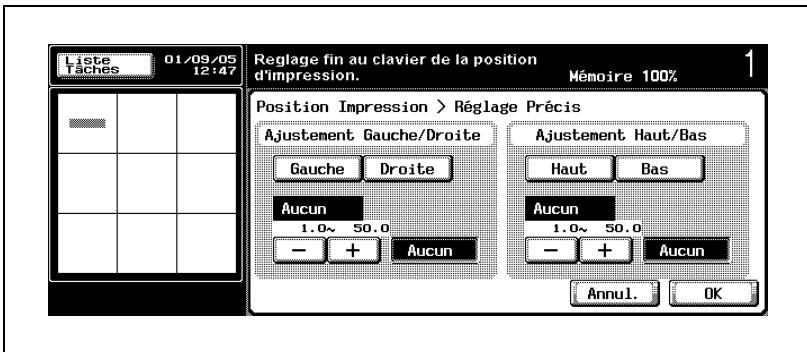 Liste
Tâches
01/09/05
12:47
Reglage fin au clavier de la position
d'impression.
Mémoire 100%
1
Position Impression > Réglage Précis
Ajustement Gauche/Droite
Gauche
Droite
Aucun
1.0~ 50.0
− + Aucun
Ajustement Haut/Bas
Haut
Bas
Aucun
1.0~ 50.0
− + Aucun
Annul.
OK